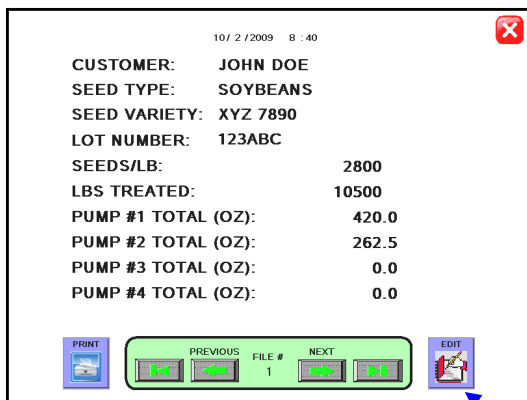 10/ 2 /2009 8 : 40
CUSTOMER: JOHN DOE
SEED TYPE: SOYBEANS
SEED VARIETY: XYZ 7890
LOT NUMBER: 123ABC
SEEDS/LB: 2800
LBS TREATED: 10500
PUMP #1 TOTAL (OZ): 420.0
PUMP #2 TOTAL (OZ): 262.5
PUMP #3 TOTAL (OZ): 0.0
PUMP #4 TOTAL (OZ): 0.0
PRINT
PREVIOUS FILE # NEXT
1
EDIT